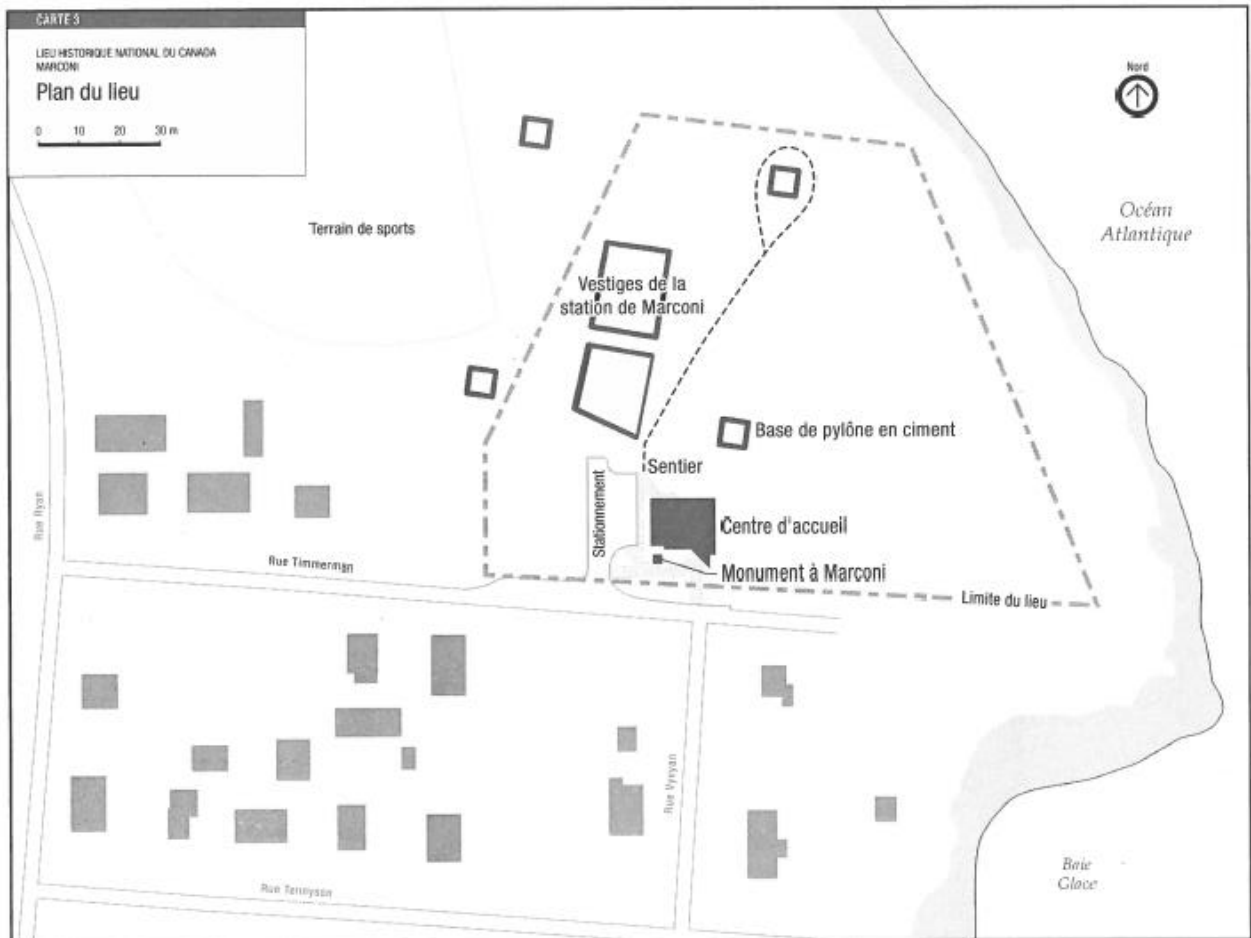 CARTE 3
LIEU HISTORIQUE NATIONAL DU CANADA
MARCONI
Plan du lieu
0 10 20 30 m
Nord
Océan
Atlantique
Terrain de sports
Vestiges de la
station de Marconi
Base de pylône en ciment
Sentier
Stationnement
Centre d'accueil
Monument à Marconi
Limite du lieu
Rue Ryan
Rue Timmerman
Rue Vyvyan
Rue Tennyson
Baie
Glace